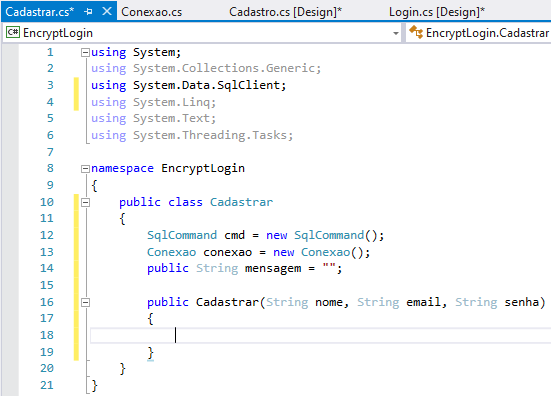 Cadastrar.cs* Conexao.cs Cadastro.cs [Design]* Login.cs [Design]*
C# EncryptLogin EncryptLogin.Cadastrar
1 using System;
2 using System.Collections.Generic;
3 using System.Data.SqlClient;
4 using System.Linq;
5 using System.Text;
6 using System.Threading.Tasks;
7
8 namespace EncryptLogin
9 {
10 public class Cadastrar
11 {
12 SqlCommand cmd = new SqlCommand();
13 Conexao conexao = new Conexao();
14 public String mensagem = "";
15
16 public Cadastrar(String nome, String email, String senha)
17 {
18
19 }
20 }
21 }